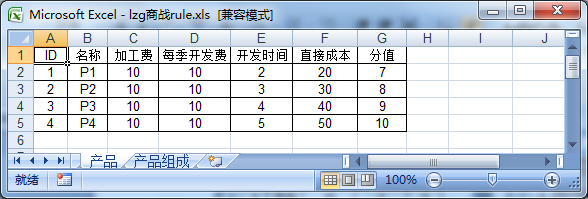 Microsoft Excel - lzg商战rule.xls [兼容模式]
A B C D E F G H I J
1 ID 名称 加工费 每季开发费 开发时间 直接成本 分值
2 1 P1 10 10 2 20 7
3 2 P2 10 10 3 30 8
4 3 P3 10 10 4 40 9
5 4 P4 10 10 5 50 10
产品 产品组成
就绪 100%